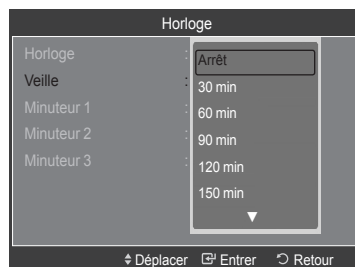 Horloge
Horloge :
Veille :
Minuteur 1 :
Minuteur 2 :
Minuteur 3 :
Arrêt
30 min
60 min
90 min
120 min
150 min
▼
Déplacer Entrer Retour